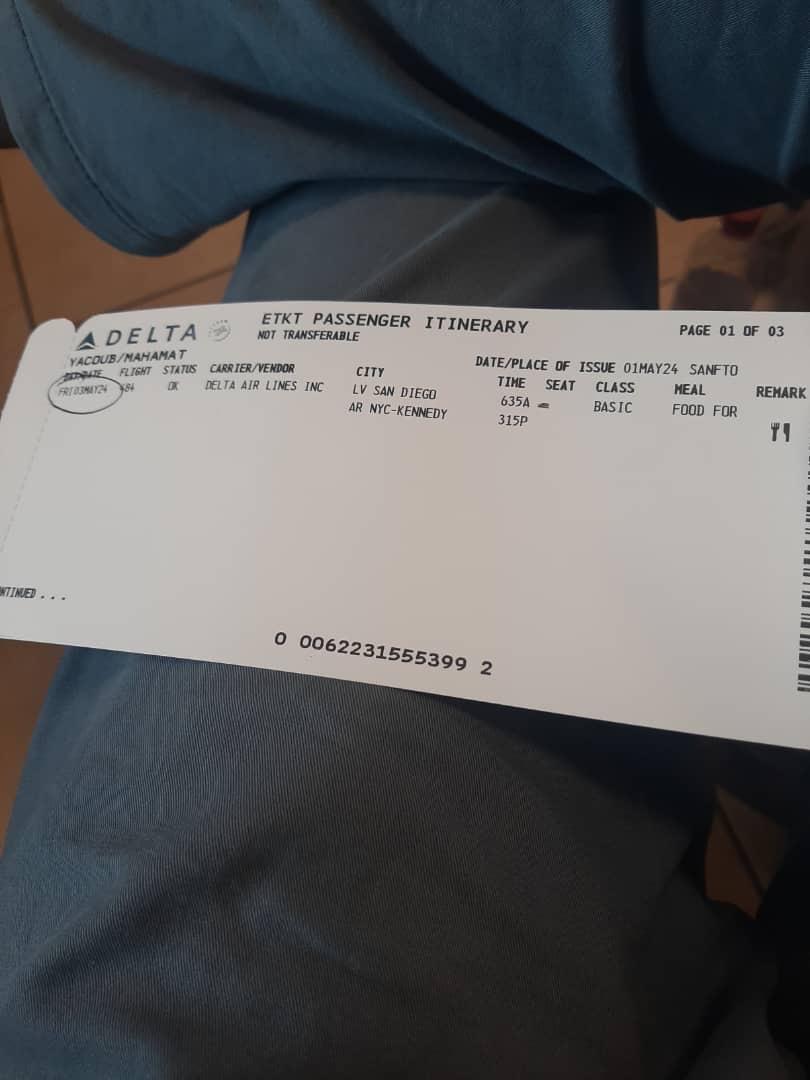 DELTA
ETKT PASSENGER ITINERARY
NOT TRANSFERABLE
PAGE 01 OF 03
YACOUB/MAHAMAT
DATE/PLACE OF ISSUE 01MAY24 SANFTO
FLIGHT STATUS CARRIER/VENDOR CITY TIME SEAT CLASS MEAL REMARK
FRI03MAY24 484 OK DELTA AIR LINES INC LV SAN DIEGO 635A BASIC FOOD FOR
AR NYC-KENNEDY 315P
NTINUED . . .
0 0062231555399 2